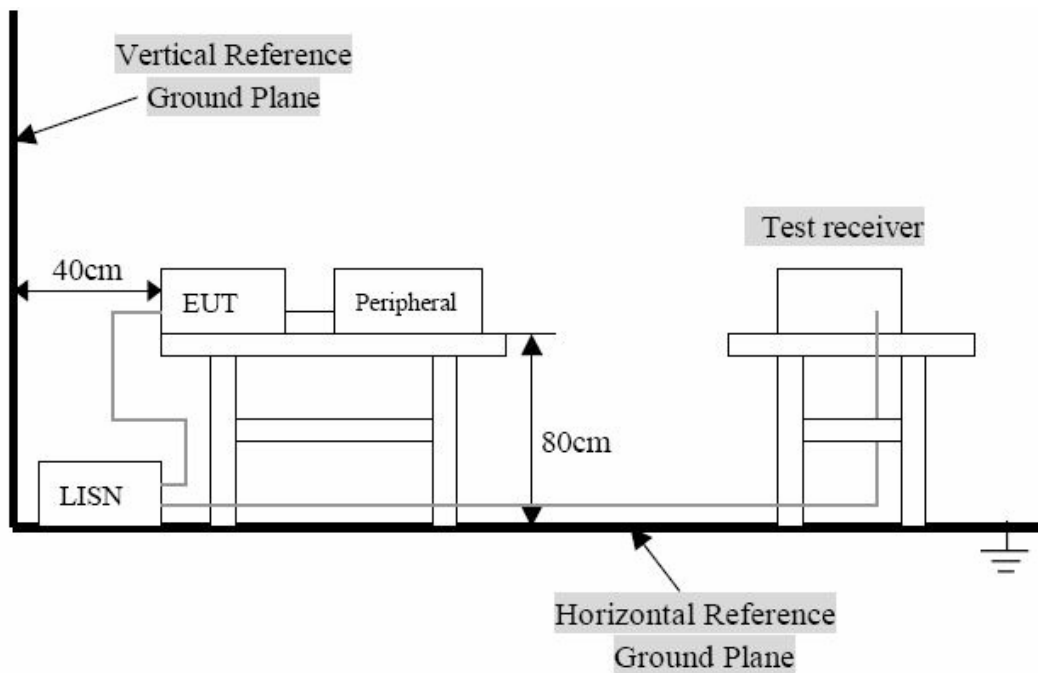 Vertical Reference
Ground Plane
Test receiver
40cm
EUT
Peripheral
80cm
LISN
Horizontal Reference
Ground Plane